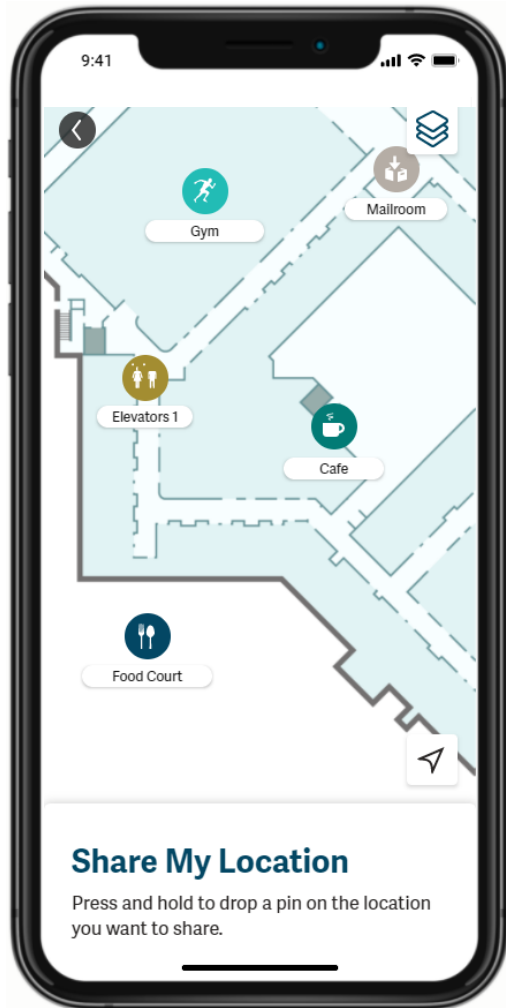 9:41
Gym
Mailroom
Elevators 1
Cafe
Food Court
Share My Location
Press and hold to drop a pin on the location
you want to share.